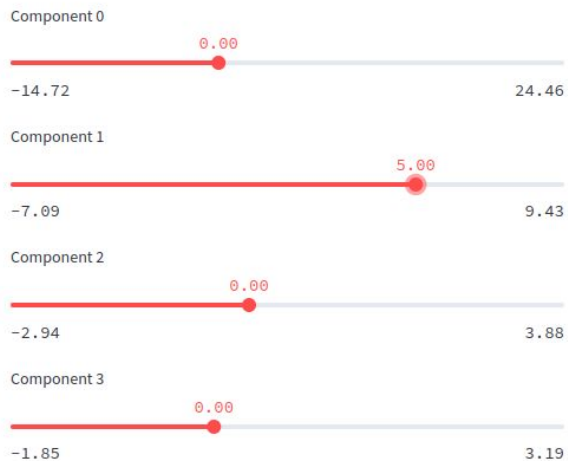 Component 0
0.00
-14.72 24.46
Component 1
5.00
-7.09 9.43
Component 2
0.00
-2.94 3.88
Component 3
0.00
-1.85 3.19